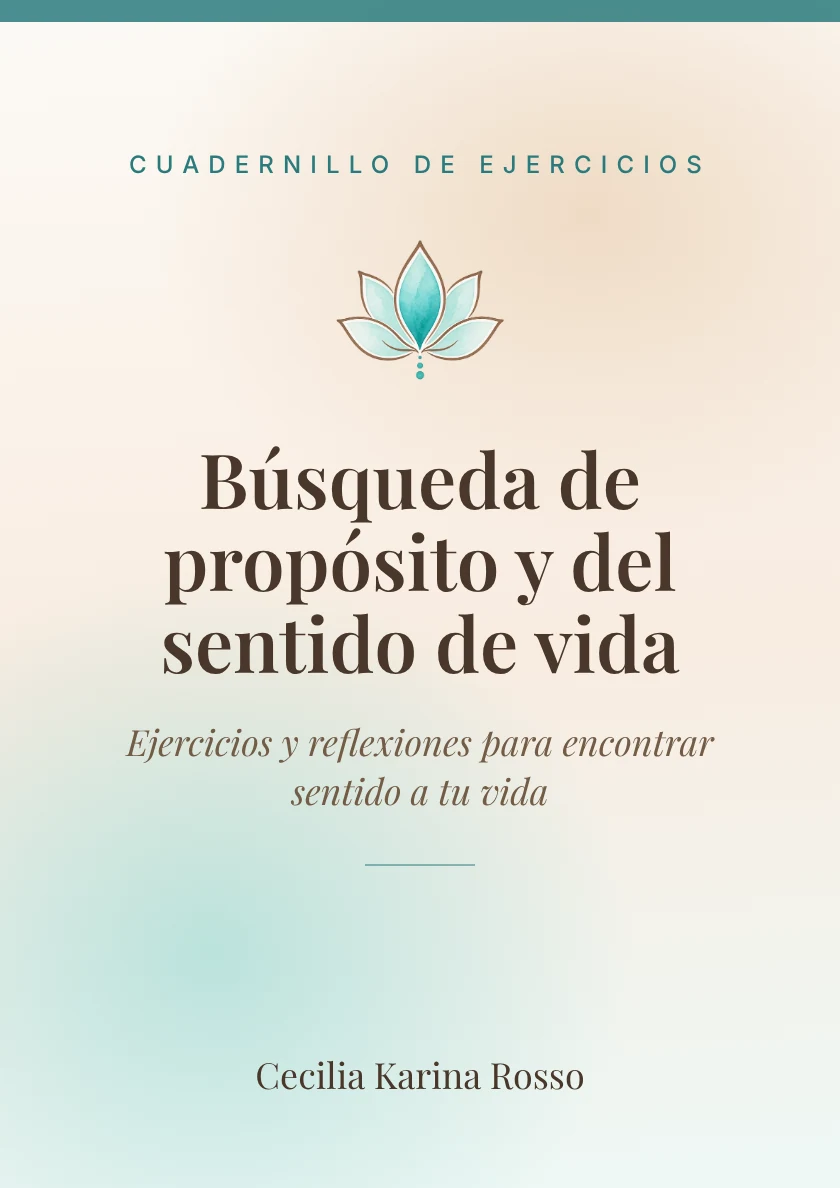 CUADERNILLO DE EJERCICIOS
Búsqueda de
propósito y del
sentido de vida
Ejercicios y reflexiones para encontrar
sentido a tu vida
Cecilia Karina Rosso